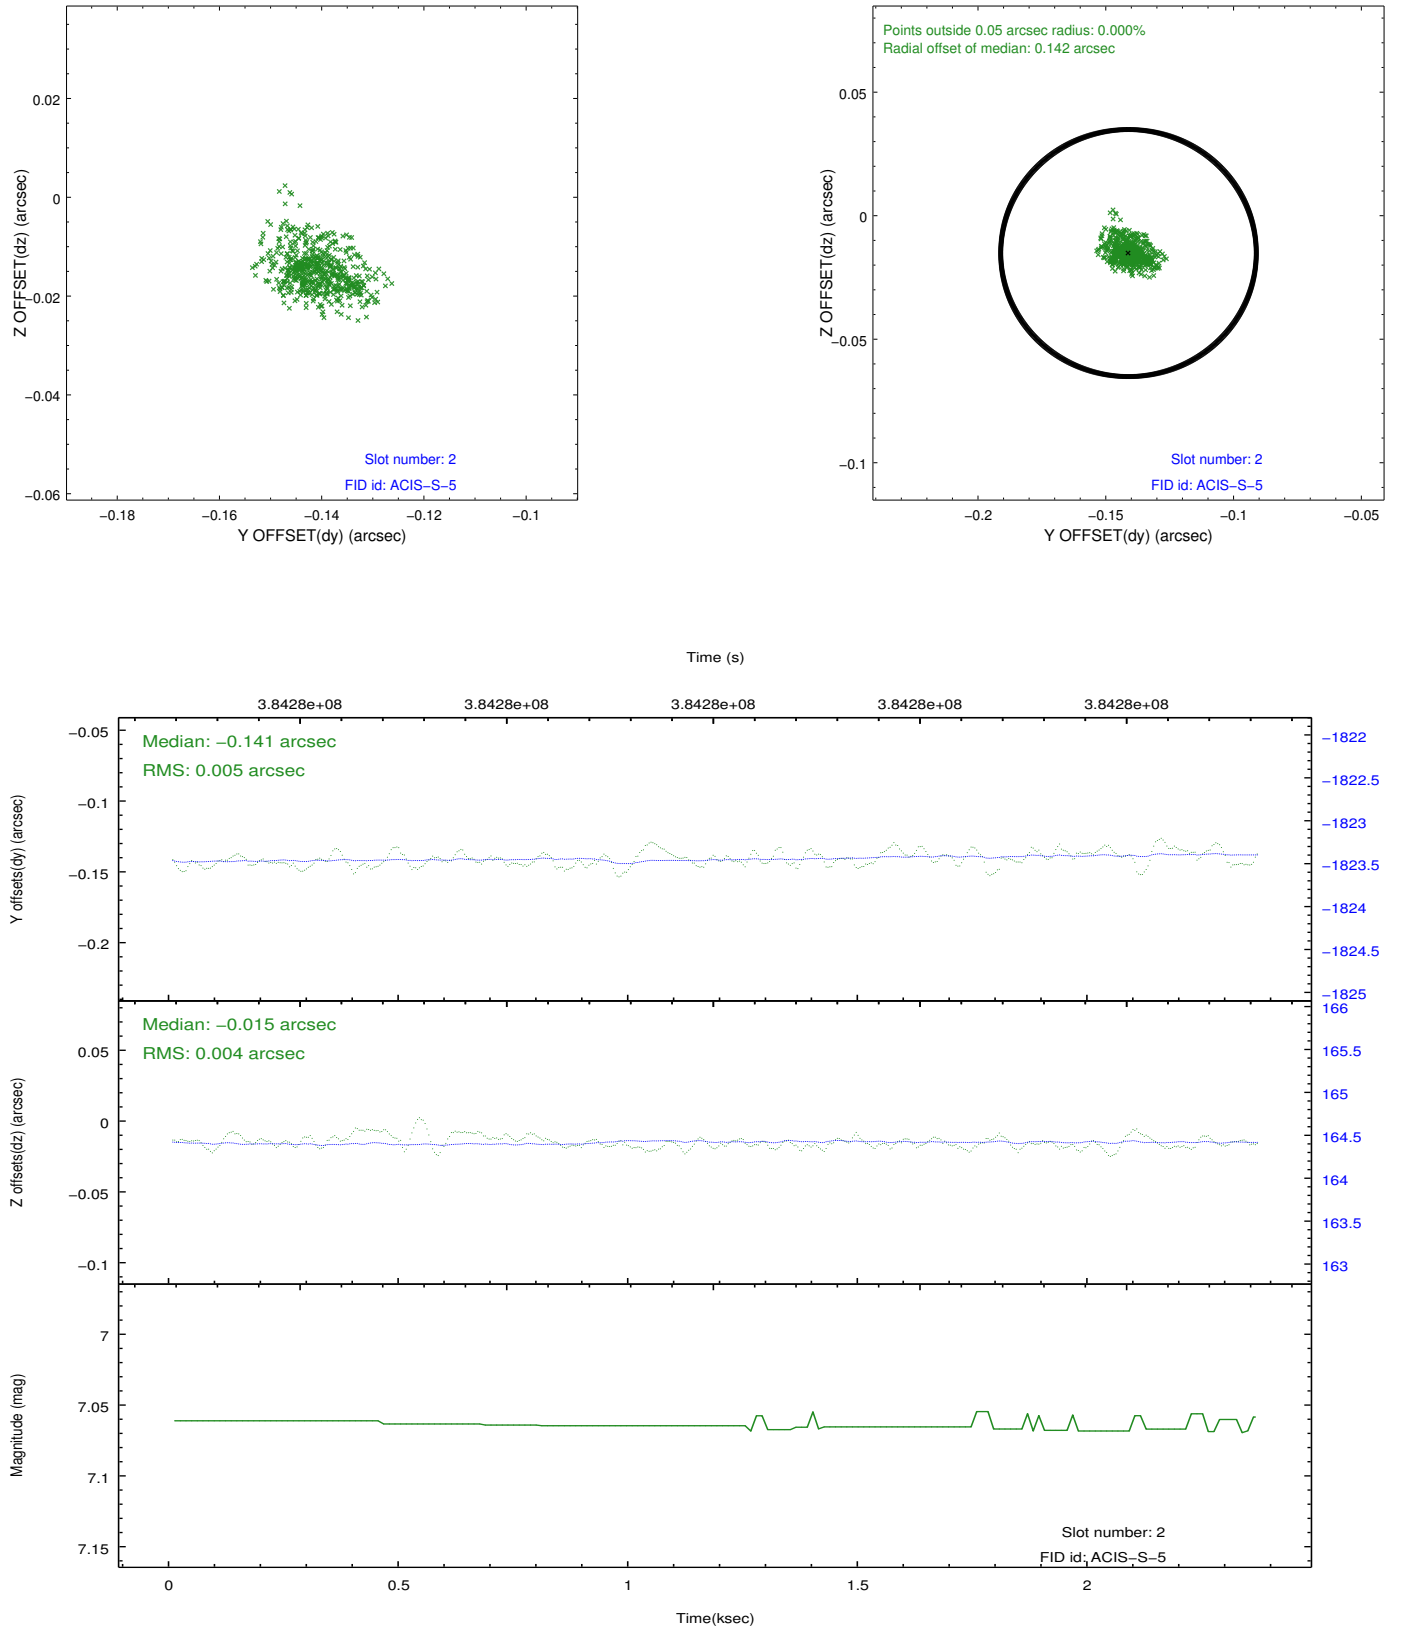 0.02
0
−0.02
−0.04
−0.06
Z OFFSET(dz) (arcsec)
Slot number: 2
FID id: ACIS−S−5
−0.18 −0.16 −0.14 −0.12 −0.1
Y OFFSET(dy) (arcsec)
Points outside 0.05 arcsec radius: 0.000%
Radial offset of median: 0.142 arcsec
0.05
0
−0.05
−0.1
Z OFFSET(dz) (arcsec)
Slot number: 2
FID id: ACIS−S−5
−0.2 −0.15 −0.1 −0.05
Y OFFSET(dy) (arcsec)
Time (s)
3.8428e+08 3.8428e+08 3.8428e+08 3.8428e+08 3.8428e+08
Median: −0.141 arcsec
RMS: 0.005 arcsec
−0.05
−0.1
−0.15
−0.2
Y offsets(dy) (arcsec)
−1822
−1822.5
−1823
−1823.5
−1824
−1824.5
−1825
Median: −0.015 arcsec
RMS: 0.004 arcsec
0.05
0
−0.05
−0.1
Z offsets(dz) (arcsec)
166
165.5
165
164.5
164
163.5
163
7
7.05
7.1
7.15
Magnitude (mag)
Slot number: 2
FID id: ACIS−S−5
0 0.5 1 1.5 2
Time(ksec)